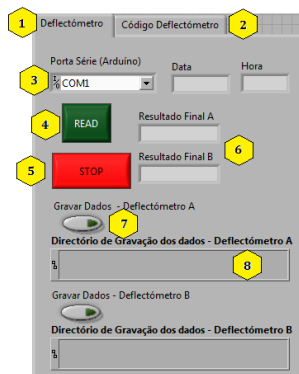 1 Deflectómetro Código Deflectómetro 2
Porta Série (Arduíno) Data Hora
3 COM1
4 READ Resultado Final A
6
5 STOP Resultado Final B
Gravar Dados - Deflectómetro A
7
Directório de Gravação dos dados - Deflectómetro A
8
Gravar Dados - Deflectómetro B
Directório de Gravação dos dados - Deflectómetro B